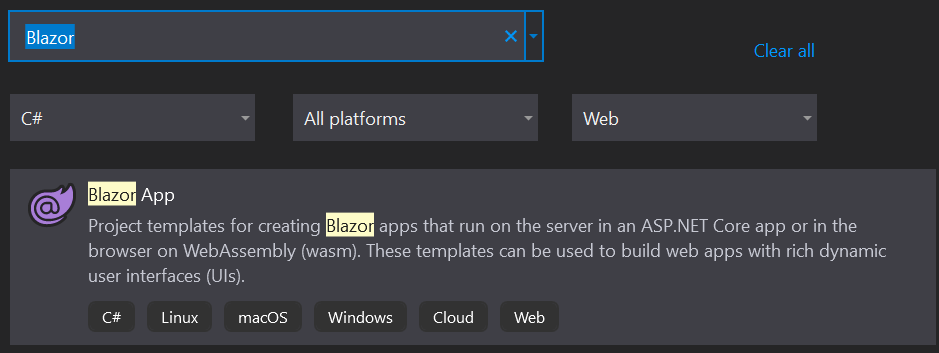 Blazor
Clear all
C#
All platforms
Web
Blazor App
Project templates for creating Blazor apps that run on the server in an ASP.NET Core app or in the
browser on WebAssembly (wasm). These templates can be used to build web apps with rich dynamic
user interfaces (UIs).
C#
Linux
macOS
Windows
Cloud
Web